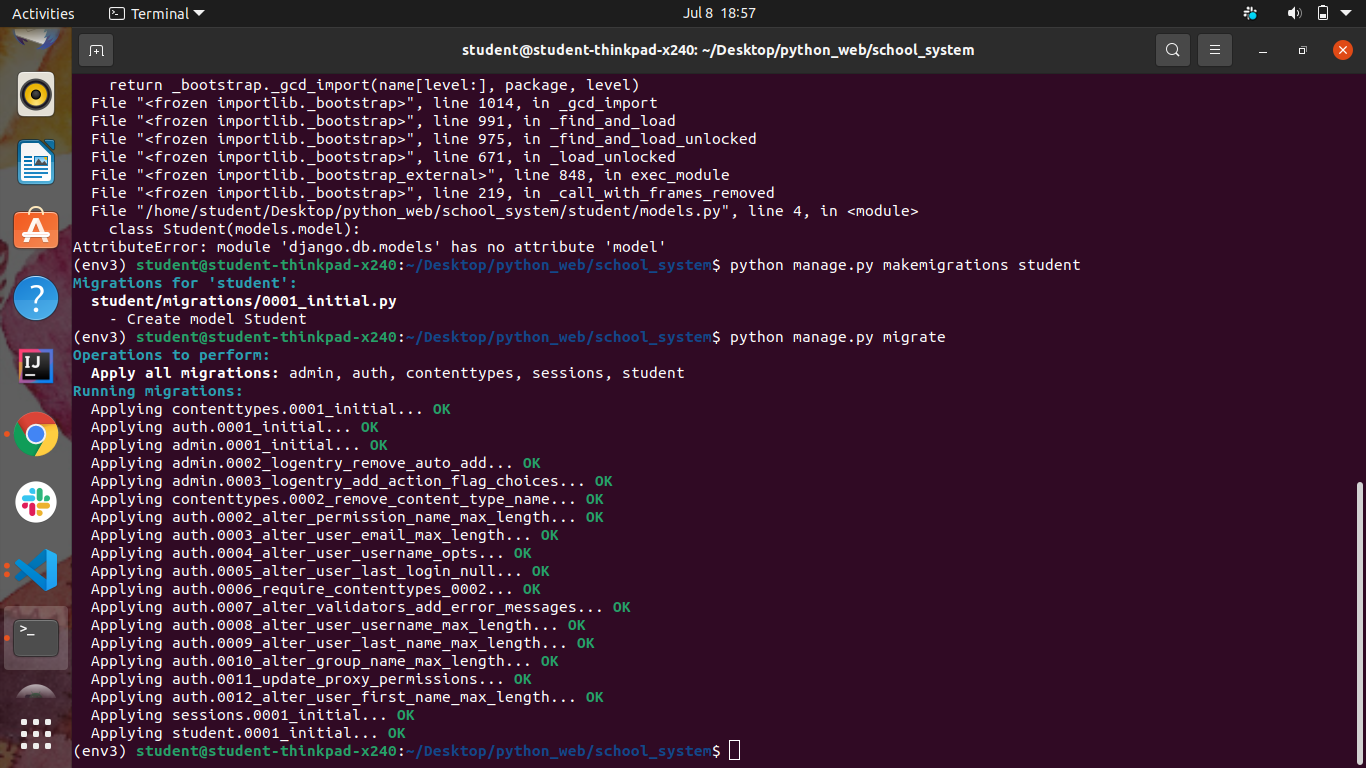 Activities
Terminal
Jul 8 18:57
student@student-thinkpad-x240: ~/Desktop/python_web/school_system
return _bootstrap._gcd_import(name[level:], package, level)
File "<frozen importlib._bootstrap>", line 1014, in _gcd_import
File "<frozen importlib._bootstrap>", line 991, in _find_and_load
File "<frozen importlib._bootstrap>", line 975, in _find_and_load_unlocked
File "<frozen importlib._bootstrap>", line 671, in _load_unlocked
File "<frozen importlib._bootstrap_external>", line 848, in exec_module
File "<frozen importlib._bootstrap>", line 219, in _call_with_frames_removed
File "/home/student/Desktop/python_web/school_system/student/models.py", line 4, in <module>
class Student(models.model):
AttributeError: module 'django.db.models' has no attribute 'model'
(env3) student@student-thinkpad-x240:~/Desktop/python_web/school_system$ python manage.py makemigrations student
Migrations for 'student':
student/migrations/0001_initial.py
- Create model Student
(env3) student@student-thinkpad-x240:~/Desktop/python_web/school_system$ python manage.py migrate
Operations to perform:
Apply all migrations: admin, auth, contenttypes, sessions, student
Running migrations:
Applying contenttypes.0001_initial... OK
Applying auth.0001_initial... OK
Applying admin.0001_initial... OK
Applying admin.0002_logentry_remove_auto_add... OK
Applying admin.0003_logentry_add_action_flag_choices... OK
Applying contenttypes.0002_remove_content_type_name... OK
Applying auth.0002_alter_permission_name_max_length... OK
Applying auth.0003_alter_user_email_max_length... OK
Applying auth.0004_alter_user_username_opts... OK
Applying auth.0005_alter_user_last_login_null... OK
Applying auth.0006_require_contenttypes_0002... OK
Applying auth.0007_alter_validators_add_error_messages... OK
Applying auth.0008_alter_user_username_max_length... OK
Applying auth.0009_alter_user_last_name_max_length... OK
Applying auth.0010_alter_group_name_max_length... OK
Applying auth.0011_update_proxy_permissions... OK
Applying auth.0012_alter_user_first_name_max_length... OK
Applying sessions.0001_initial... OK
Applying student.0001_initial... OK
(env3) student@student-thinkpad-x240:~/Desktop/python_web/school_system$